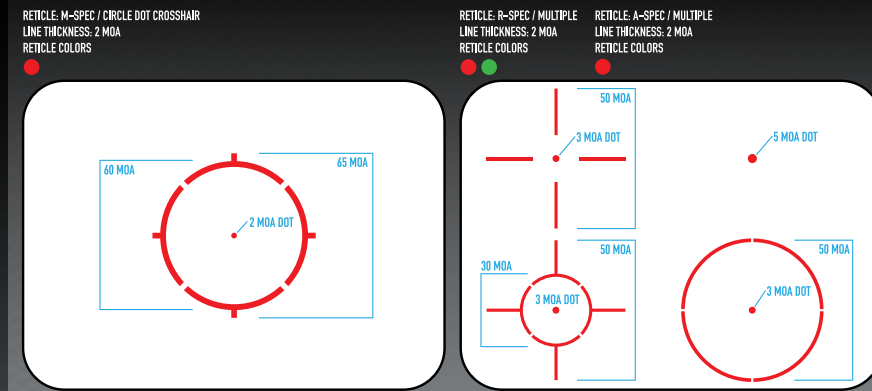 RETICLE: M-SPEC / CIRCLE DOT CROSSHAIR
LINE THICKNESS: 2 MOA
RETICLE COLORS
60 MOA
65 MOA
2 MOA DOT
RETICLE: R-SPEC / MULTIPLE
LINE THICKNESS: 2 MOA
RETICLE COLORS
RETICLE: A-SPEC / MULTIPLE
LINE THICKNESS: 2 MOA
RETICLE COLORS
50 MOA
3 MOA DOT
5 MOA DOT
50 MOA
30 MOA
3 MOA DOT
50 MOA
3 MOA DOT